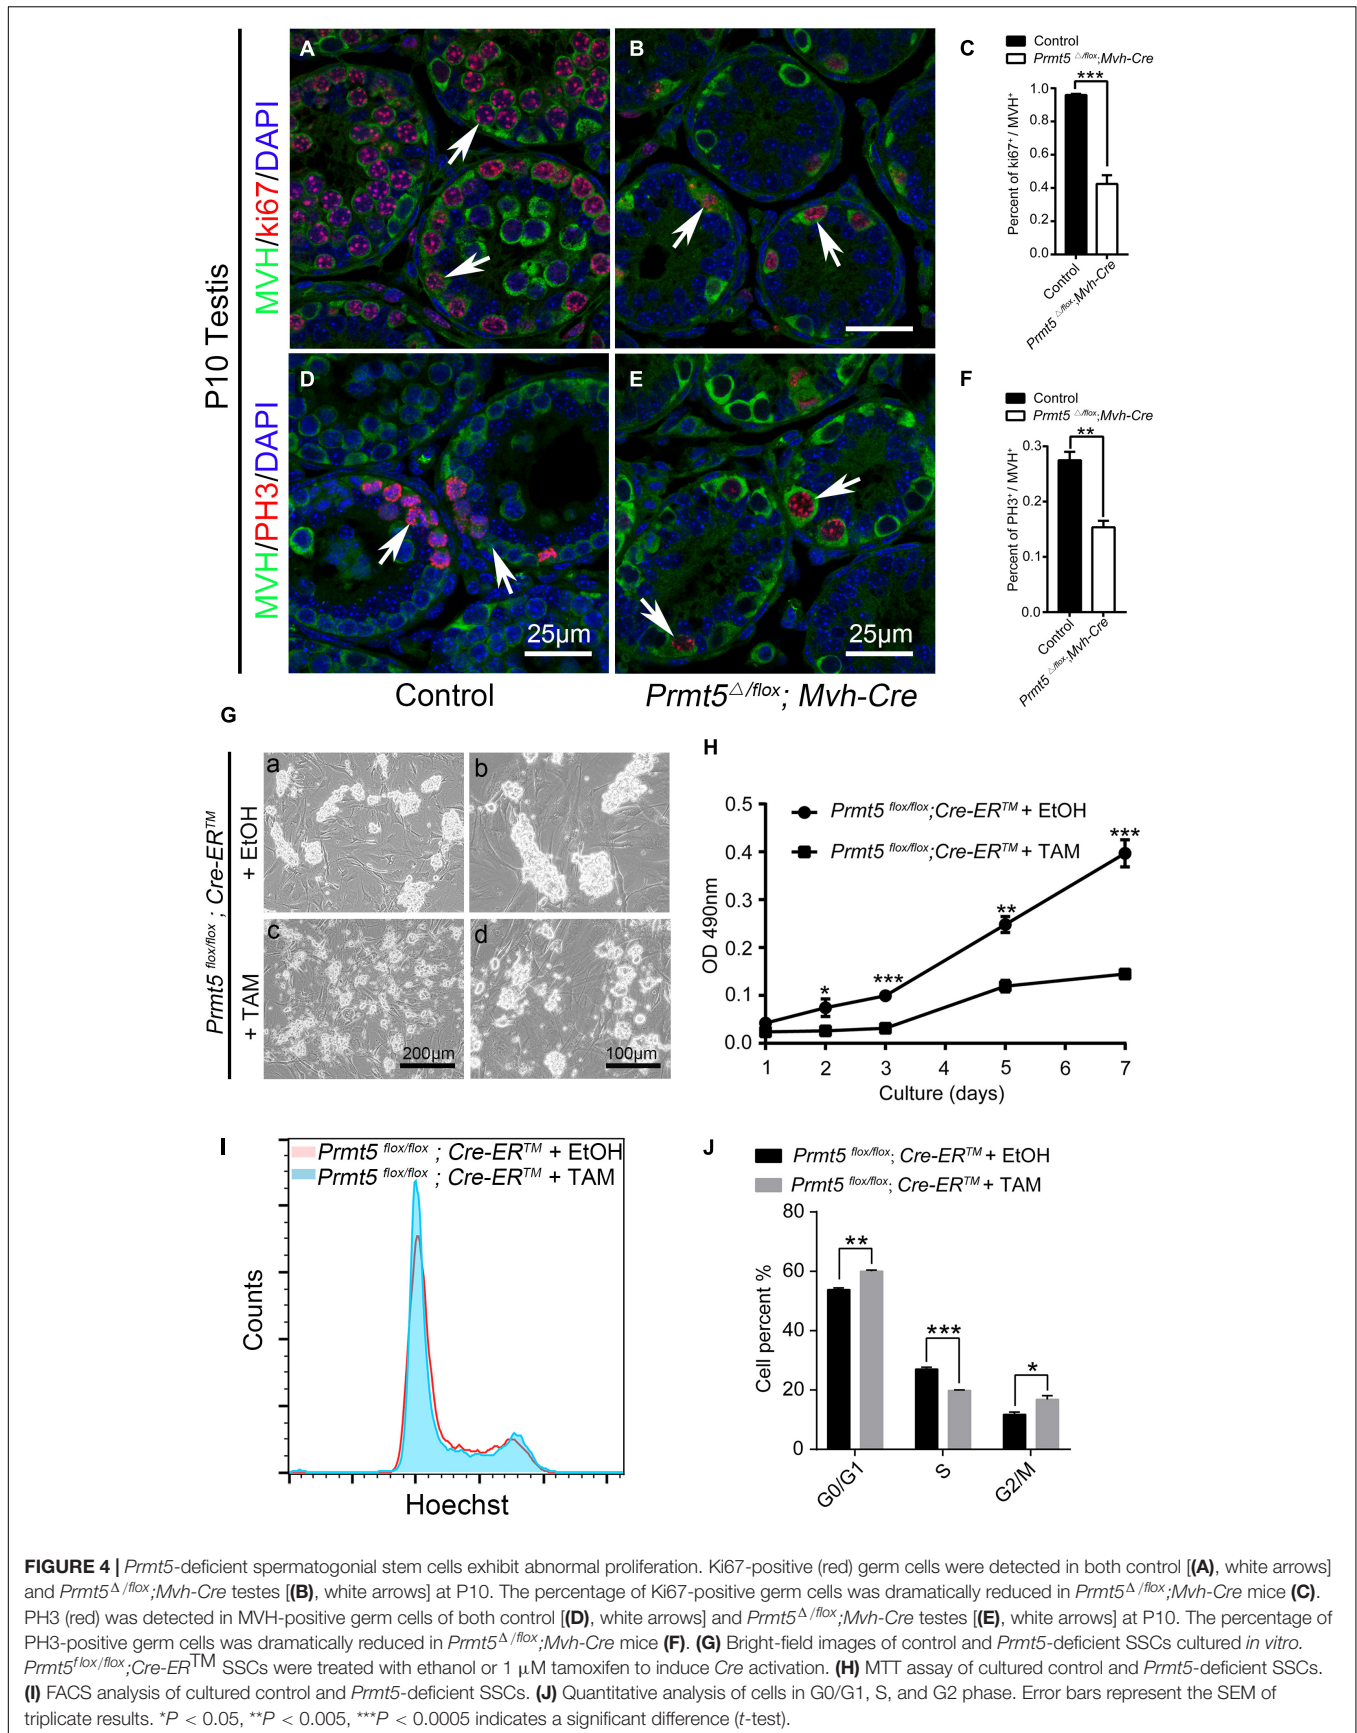 P10 Testis
MVH/ki67/DAPI
MVH/PH3/DAPI
A
B
C
Control
Prmt5 △/flox;Mvh-Cre
***
Percent of ki67⁺ / MVH⁺
1.0
0.8
0.6
0.4
0.2
0.0
Control
Prmt5 △/flox;Mvh-Cre
D
25µm
E
25µm
F
Control
Prmt5 △/flox;Mvh-Cre
**
Percent of PH3⁺ / MVH⁺
0.3
0.2
0.1
0.0
Control
Prmt5 △/flox;Mvh-Cre
Control
Prmt5△/flox; Mvh-Cre
G
Prmt5 flox/flox ; Cre-ERTM
+ EtOH
+ TAM
a
b
c
200µm
d
100µm
H
Prmt5 flox/flox;Cre-ERTM + EtOH
Prmt5 flox/flox;Cre-ERTM + TAM
OD 490nm
0.5
0.4
0.3
0.2
0.1
0.0
*
***
**
***
1 2 3 4 5 6 7
Culture (days)
I
Prmt5 flox/flox ; Cre-ERTM + EtOH
Prmt5 flox/flox ; Cre-ERTM + TAM
Counts
Hoechst
J
Prmt5 flox/flox; Cre-ERTM + EtOH
Prmt5 flox/flox; Cre-ERTM + TAM
Cell percent %
80
60
40
20
0
**
***
*
G0/G1
S
G2/M
FIGURE 4 | Prmt5-deficient spermatogonial stem cells exhibit abnormal proliferation. Ki67-positive (red) germ cells were detected in both control [(A), white arrows]
and Prmt5Δ/flox;Mvh-Cre testes [(B), white arrows] at P10. The percentage of Ki67-positive germ cells was dramatically reduced in Prmt5Δ/flox;Mvh-Cre mice (C).
PH3 (red) was detected in MVH-positive germ cells of both control [(D), white arrows] and Prmt5Δ/flox;Mvh-Cre testes [(E), white arrows] at P10. The percentage of
PH3-positive germ cells was dramatically reduced in Prmt5Δ/flox;Mvh-Cre mice (F). (G) Bright-field images of control and Prmt5-deficient SSCs cultured in vitro.
Prmt5flox/flox;Cre-ERTM SSCs were treated with ethanol or 1 μM tamoxifen to induce Cre activation. (H) MTT assay of cultured control and Prmt5-deficient SSCs.
(I) FACS analysis of cultured control and Prmt5-deficient SSCs. (J) Quantitative analysis of cells in G0/G1, S, and G2 phase. Error bars represent the SEM of
triplicate results. *P < 0.05, **P < 0.005, ***P < 0.0005 indicates a significant difference (t-test).